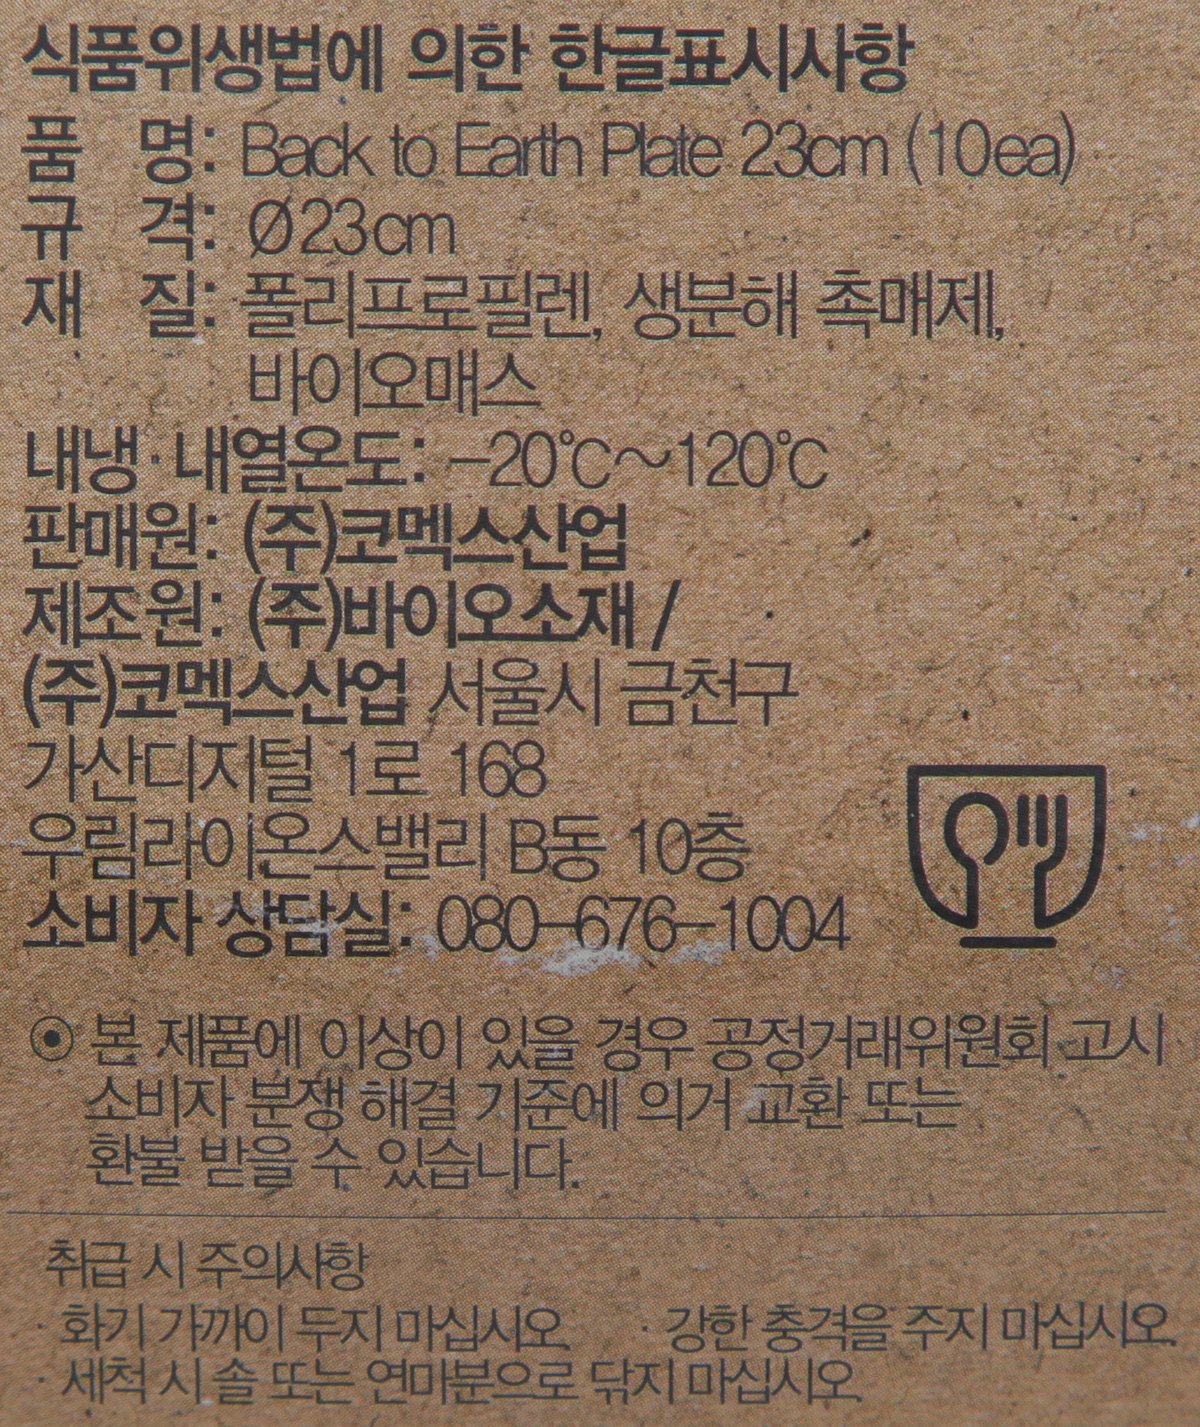 식품위생법에 의한 한글표시사항
품 명: Back to Earth Plate 23cm (10ea)
규 격: Ø23cm
재 질: 폴리프로필렌, 생분해 촉매제,
바이오매스
내냉·내열온도: -20℃~120℃
판매원: (주)코멕스산업
제조원: (주)바이오소재 /
(주)코멕스산업 서울시 금천구
가산디지털 1로 168
우림라이온스밸리 B동 10층
소비자 상담실: 080-676-1004
⊙ 본 제품에 이상이 있을 경우 공정거래위원회 고시
소비자 분쟁 해결 기준에 의거 교환 또는
환불 받을 수 있습니다.
취급 시 주의사항
· 화기 가까이 두지 마십시오. · 강한 충격을 주지 마십시오.
· 세척 시 솔 또는 연마분으로 닦지 마십시오.